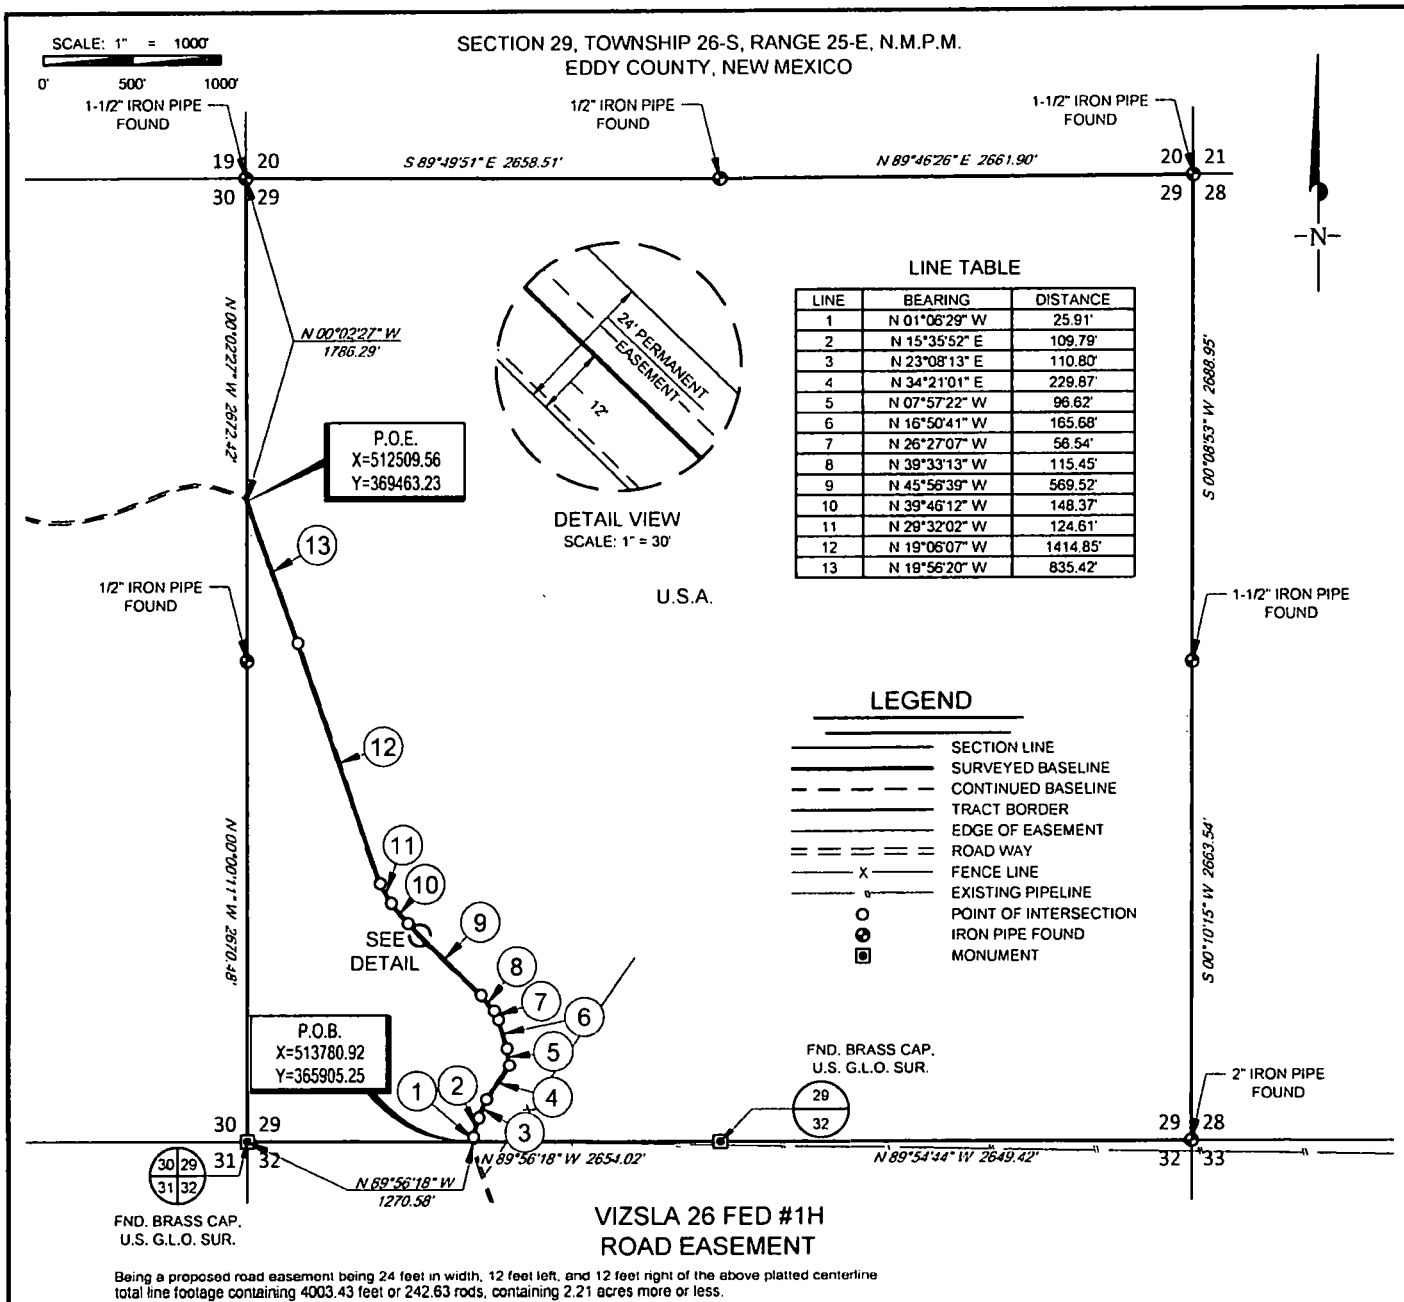 SCALE: 1" = 1000'
0' 500' 1000'
SECTION 29, TOWNSHIP 26-S, RANGE 25-E, N.M.P.M.
EDDY COUNTY, NEW MEXICO
1-1/2" IRON PIPE
FOUND
1/2" IRON PIPE
FOUND
1-1/2" IRON PIPE
FOUND
19 20
30 29
S 89°49'51" E 2658.51'
N 89°46'26" E 2661.90'
20 21
29 28
-N-
N 00°02'27" W 2672.42'
N 00°02'27" W
1786.29'
24' PERMANENT
EASEMENT
12'
DETAIL VIEW
SCALE: 1" = 30'
LINE TABLE
LINE BEARING DISTANCE
1 N 01°06'29" W 25.91'
2 N 15°35'52" E 109.79'
3 N 23°08'13" E 110.80'
4 N 34°21'01" E 229.87'
5 N 07°57'22" W 96.62'
6 N 16°50'41" W 165.68'
7 N 26°27'07" W 56.54'
8 N 39°33'13" W 115.45'
9 N 45°56'39" W 569.52'
10 N 39°46'12" W 148.37'
11 N 29°32'02" W 124.61'
12 N 19°06'07" W 1414.85'
13 N 19°56'20" W 835.42'
S 00°08'53" W 2688.95'
P.O.E.
X=512509.56
Y=369463.23
13
1/2" IRON PIPE
FOUND
U.S.A.
1-1/2" IRON PIPE
FOUND
12
LEGEND
SECTION LINE
SURVEYED BASELINE
CONTINUED BASELINE
TRACT BORDER
EDGE OF EASEMENT
ROAD WAY
X FENCE LINE
EXISTING PIPELINE
POINT OF INTERSECTION
IRON PIPE FOUND
MONUMENT
N 00°00'11" W 2670.48'
S 00°10'15" W 2663.54'
11
10
9
SEE
DETAIL
8
7
6
5
4
3
2
1
P.O.B.
X=513780.92
Y=365905.25
FND. BRASS CAP,
U.S. G.L.O. SUR.
29
32
2" IRON PIPE
FOUND
30 29
31 32
29 28
32 33
N 89°56'18" W 2654.02'
N 89°54'44" W 2649.42'
30 29
31 32
N 89°56'18" W
1270.58'
FND. BRASS CAP,
U.S. G.L.O. SUR.
VIZSLA 26 FED #1H
ROAD EASEMENT
Being a proposed road easement being 24 feet in width, 12 feet left, and 12 feet right of the above platted centerline
total line footage containing 4003.43 feet or 242.63 rods, containing 2.21 acres more or less.